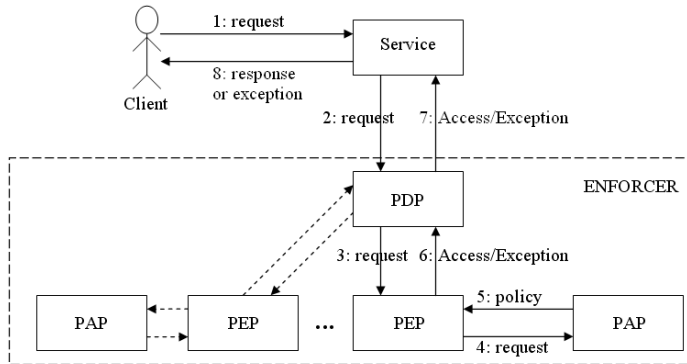 1: request
Service
8: response
or exception
Client
2: request
7: Access/Exception
ENFORCER
PDP
3: request
6: Access/Exception
5: policy
PAP
PEP
...
PEP
PAP
4: request